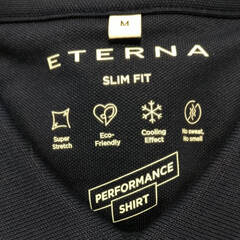 M
ETERNA
SLIM FIT
Super
Stretch
Eco-
Friendly
Cooling
Effect
No sweat,
No smell
PERFORMANCE
SHIRT